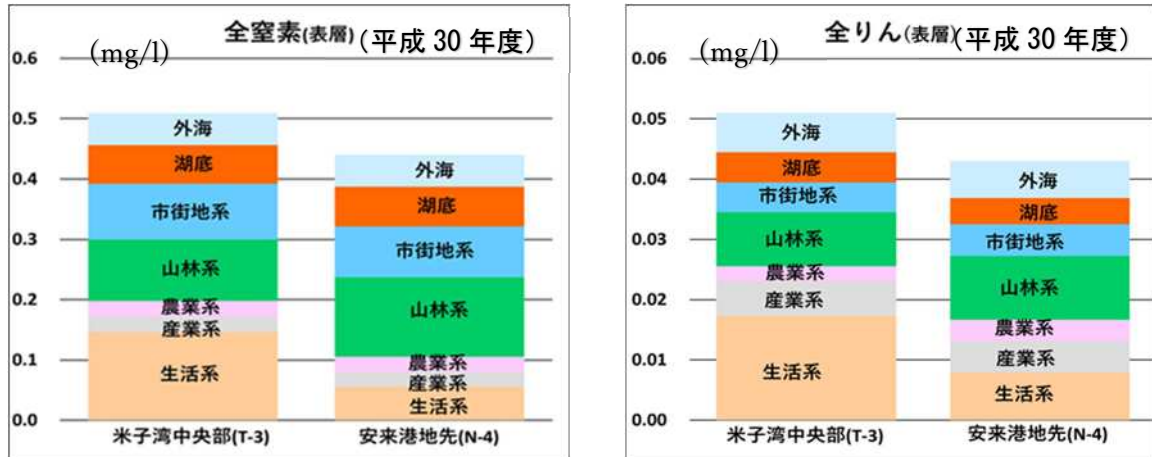 全窒素(表層)(平成 30 年度)
(mg/l)
0.6
0.5
0.4
0.3
0.2
0.1
0.0
外海
湖底
市街地系
山林系
農業系
産業系
生活系
外海
湖底
市街地系
山林系
農業系
産業系
生活系
米子湾中央部(T-3)
安来港地先(N-4)
全りん(表層)(平成 30 年度)
(mg/l)
0.06
0.05
0.04
0.03
0.02
0.01
0.00
外海
湖底
市街地系
山林系
農業系
産業系
生活系
外海
湖底
市街地系
山林系
農業系
産業系
生活系
米子湾中央部(T-3)
安来港地先(N-4)